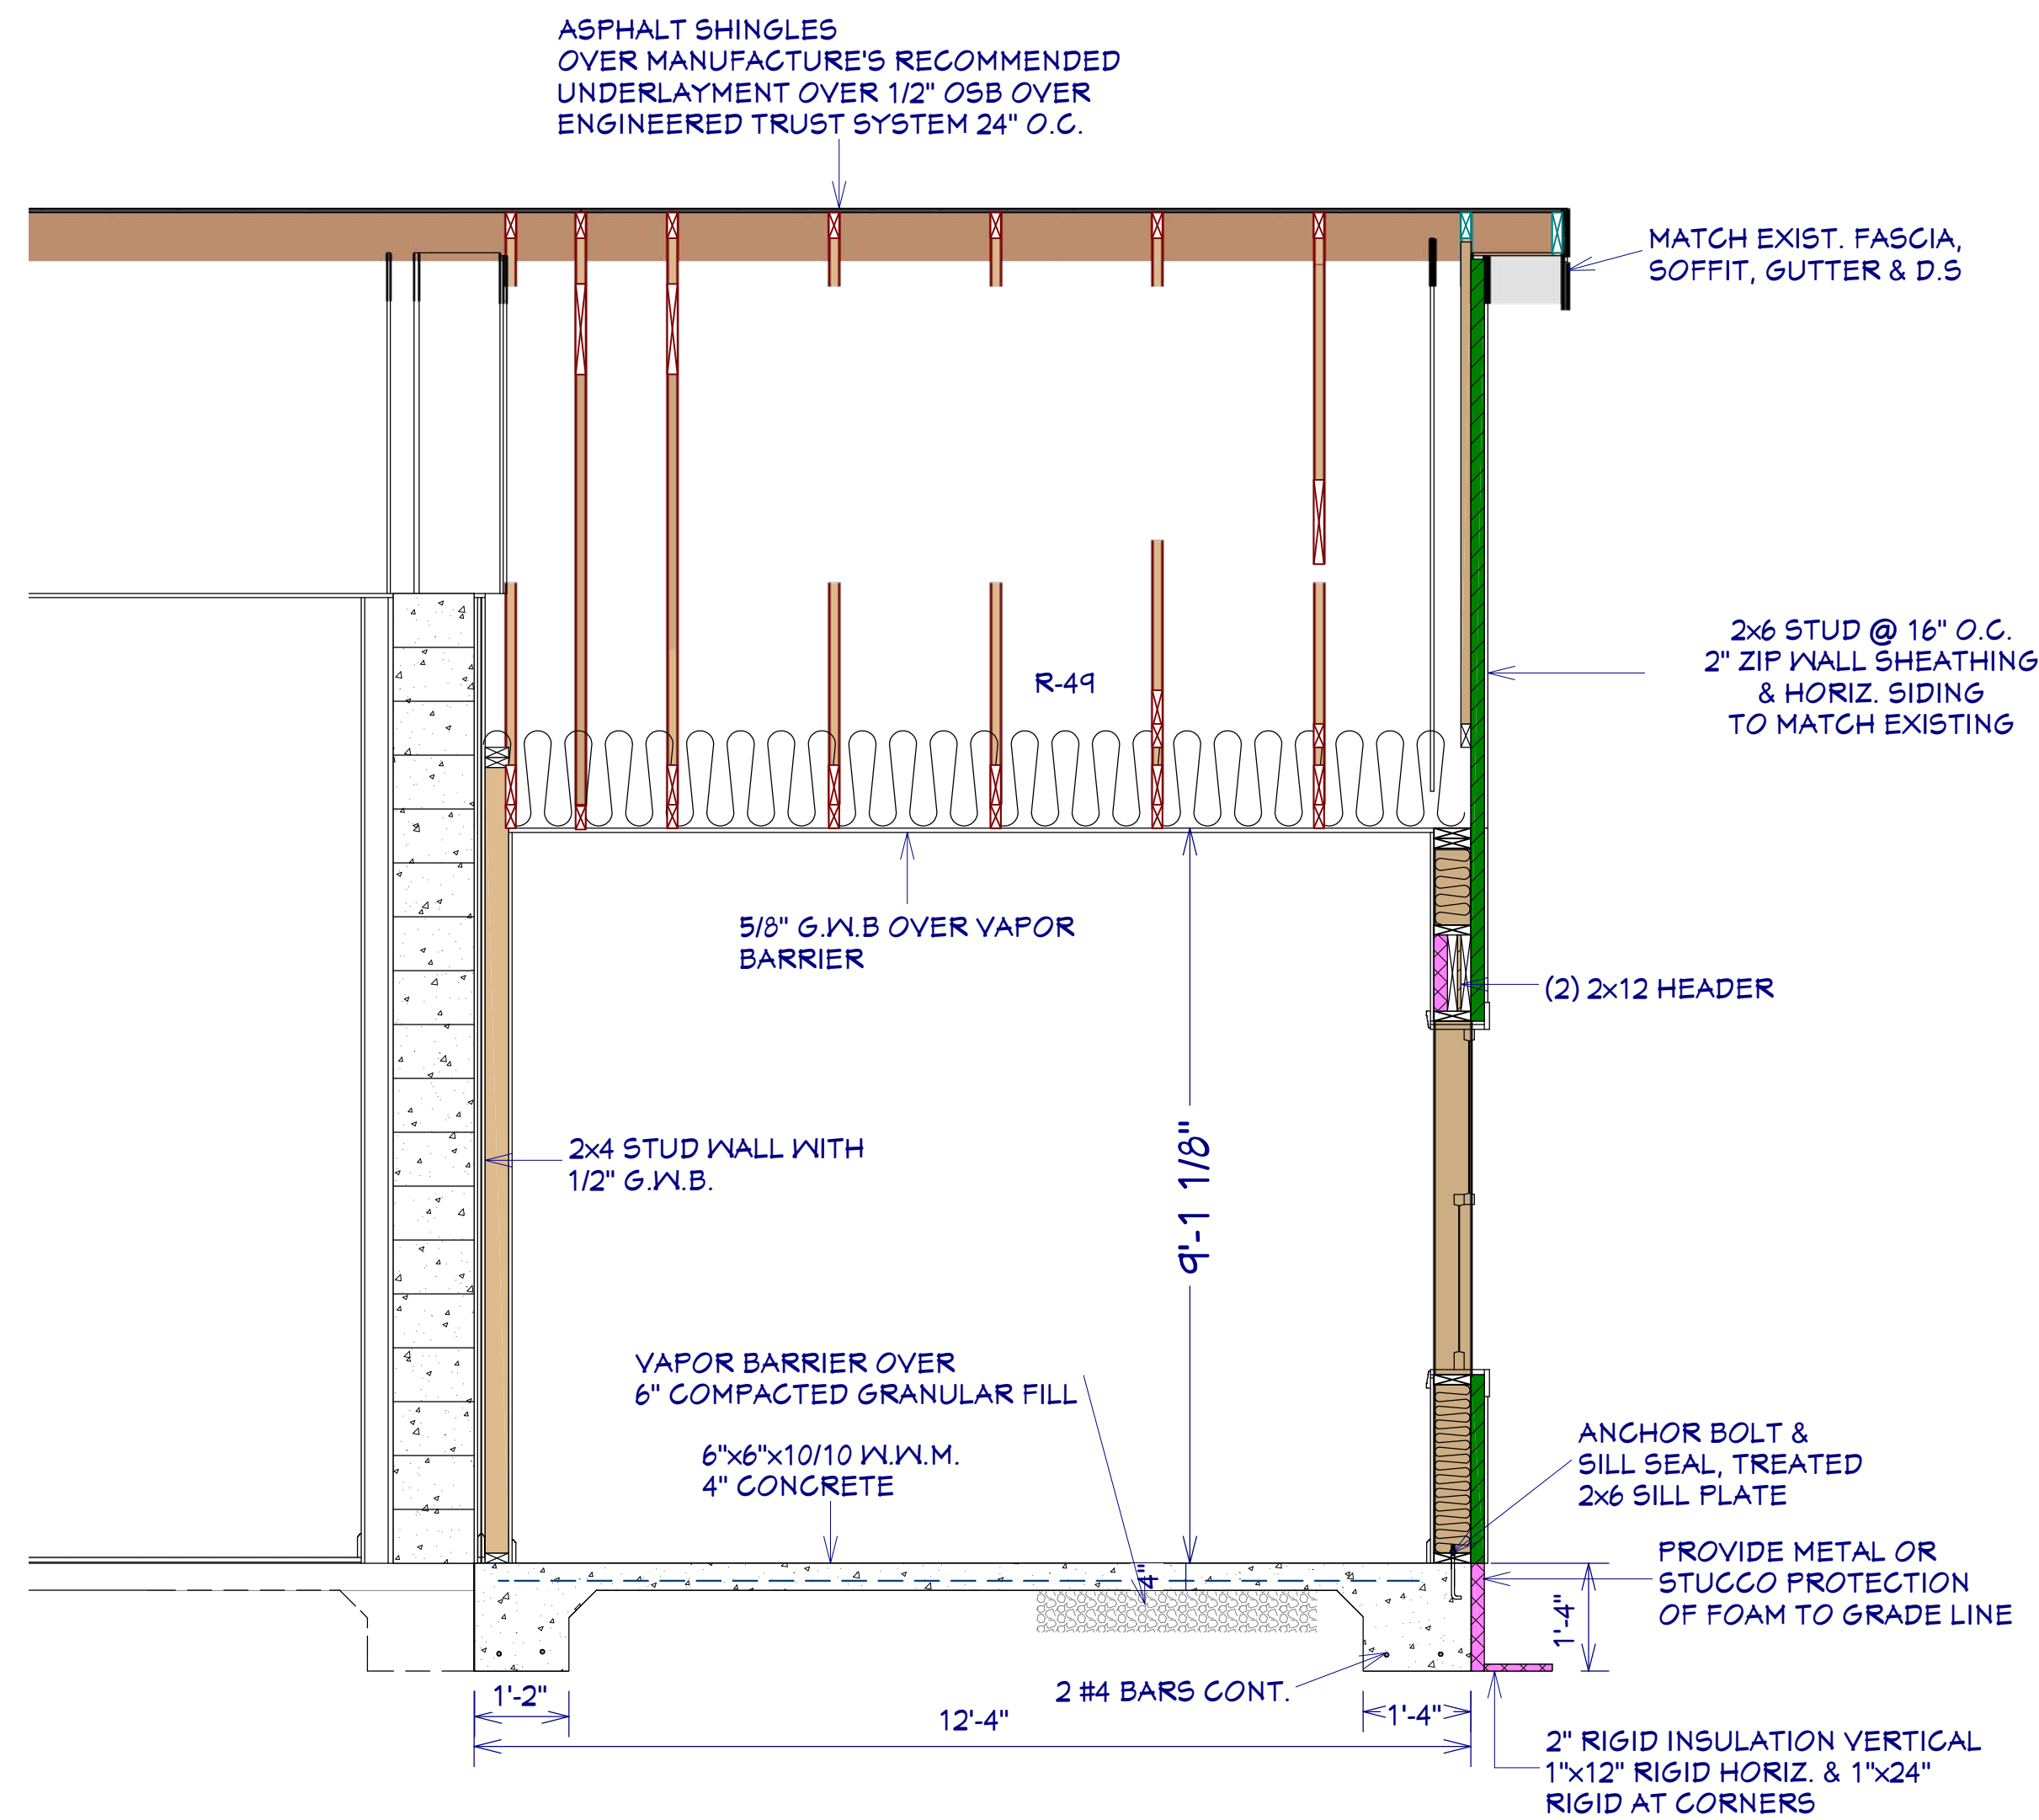 ASPHALT SHINGLES
OVER MANUFACTURE'S RECOMMENDED
UNDERLAYMENT OVER 1/2" OSB OVER
ENGINEERED TRUST SYSTEM 24" O.C.
MATCH EXIST. FASCIA,
SOFFIT, GUTTER & D.S
2x6 STUD @ 16" O.C.
2" ZIP WALL SHEATHING
& HORIZ. SIDING
TO MATCH EXISTING
R-49
5/8" G.W.B OVER VAPOR
BARRIER
(2) 2x12 HEADER
9'-1 1/8"
2x4 STUD WALL WITH
1/2" G.W.B.
VAPOR BARRIER OVER
6" COMPACTED GRANULAR FILL
6"x6"x10/10 W.W.M.
4" CONCRETE
ANCHOR BOLT &
SILL SEAL, TREATED
2x6 SILL PLATE
PROVIDE METAL OR
STUCCO PROTECTION
OF FOAM TO GRADE LINE
4"
1'-4"
2 #4 BARS CONT.
1'-2"
12'-4"
1'-4"
2" RIGID INSULATION VERTICAL
1"x12" RIGID HORIZ. & 1"x24"
RIGID AT CORNERS